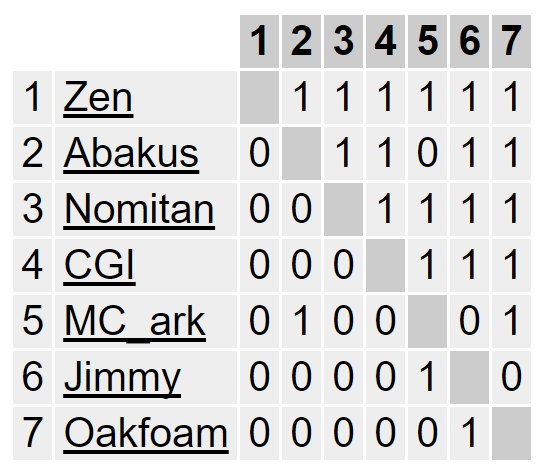 1 2 3 4 5 6 7
1 Zen 1 1 1 1 1 1
2 Abakus 0 1 1 0 1 1
3 Nomitan 0 0 1 1 1 1
4 CGI 0 0 0 1 1 1
5 MC_ark 0 1 0 0 0 1
6 Jimmy 0 0 0 0 1 0
7 Oakfoam 0 0 0 0 0 1